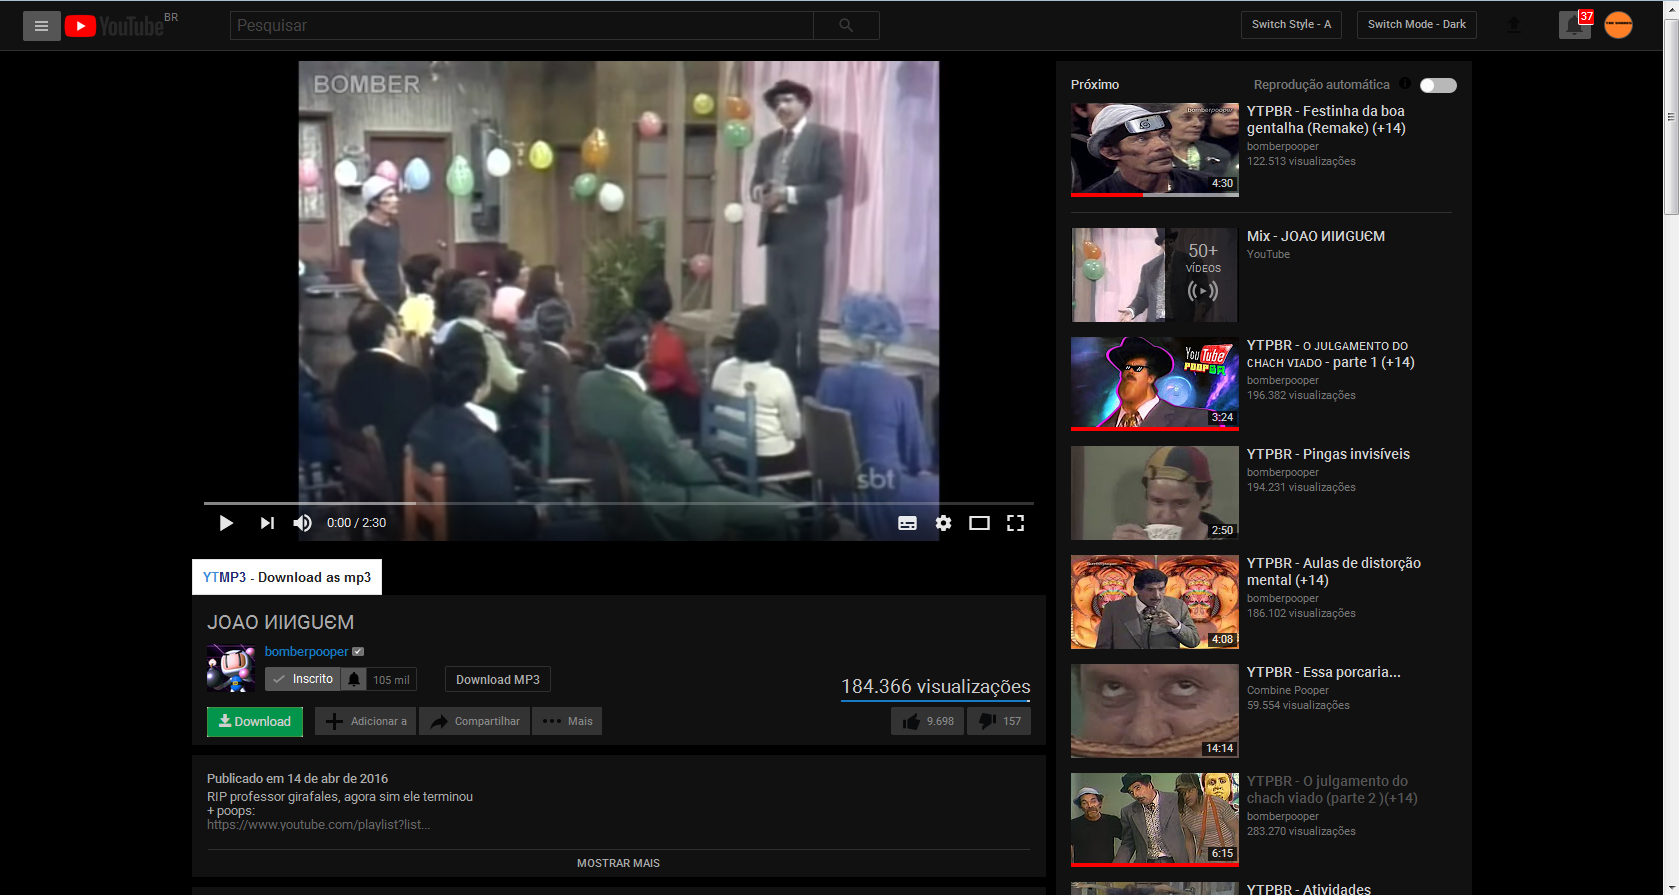 YouTube BR
Pesquisar
Switch Style - A
Switch Mode - Dark
37
BOMBER
sbt
0:00 / 2:30
YTMP3 - Download as mp3
JOAO ИIИGUЄM
bomberpooper
Inscrito
105 mil
Download MP3
184.366 visualizações
Download
Adicionar a
Compartilhar
Mais
9.698
157
Publicado em 14 de abr de 2016
RIP professor girafales, agora sim ele terminou
+ poops:
https://www.youtube.com/playlist?list...
MOSTRAR MAIS
Próximo
Reprodução automática
bomberpooper
4:30
YTPBR - Festinha da boa
gentalha (Remake) (+14)
bomberpooper
122.513 visualizações
50+
VÍDEOS
Mix - JOAO ИIИGUЄM
YouTube
YouTube
POOPBR
3:24
YTPBR - O JULGAMENTO DO
CHACH VIADO - parte 1 (+14)
bomberpooper
196.382 visualizações
2:50
YTPBR - Pingas invisíveis
bomberpooper
194.231 visualizações
4:08
YTPBR - Aulas de distorção
mental (+14)
bomberpooper
186.102 visualizações
14:14
YTPBR - Essa porcaria...
Combine Pooper
59.554 visualizações
6:15
YTPBR - O julgamento do
chach viado (parte 2 )(+14)
bomberpooper
283.270 visualizações
YTPBR - Atividades